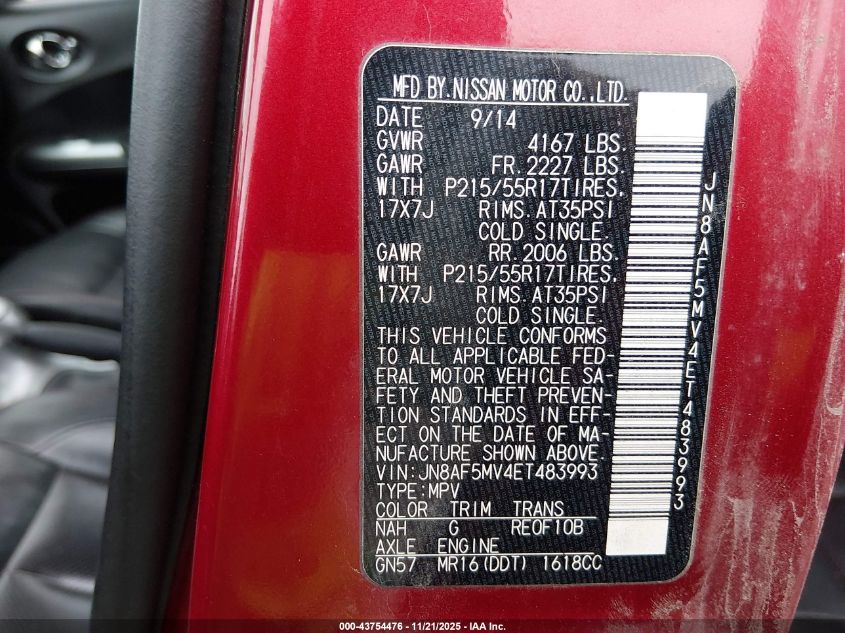 MFD BY. NISSAN MOTOR CO., LTD.
DATE 9/14
GVWR 4167 LBS.
GAWR FR. 2227 LBS.
WITH P215/55R17TIRES,
17X7J RIMS. AT35PSI
COLD SINGLE.
GAWR RR. 2006 LBS.
WITH P215/55R17TIRES,
17X7J RIMS. AT35PSI
COLD SINGLE.
THIS VEHICLE CONFORMS
TO ALL APPLICABLE FED-
ERAL MOTOR VEHICLE SA-
FETY AND THEFT PREVEN-
TION STANDARDS IN EFF-
ECT ON THE DATE OF MA-
NUFACTURE SHOWN ABOVE.
VIN: JN8AF5MV4ET483993
TYPE: MPV
COLOR TRIM TRANS
NAH G RE0F10B
AXLE ENGINE
GN57 MR16(DDT) 1618CC
JN8AF5MV4ET483993
000-43754476 - 11/21/2025 - IAA Inc.